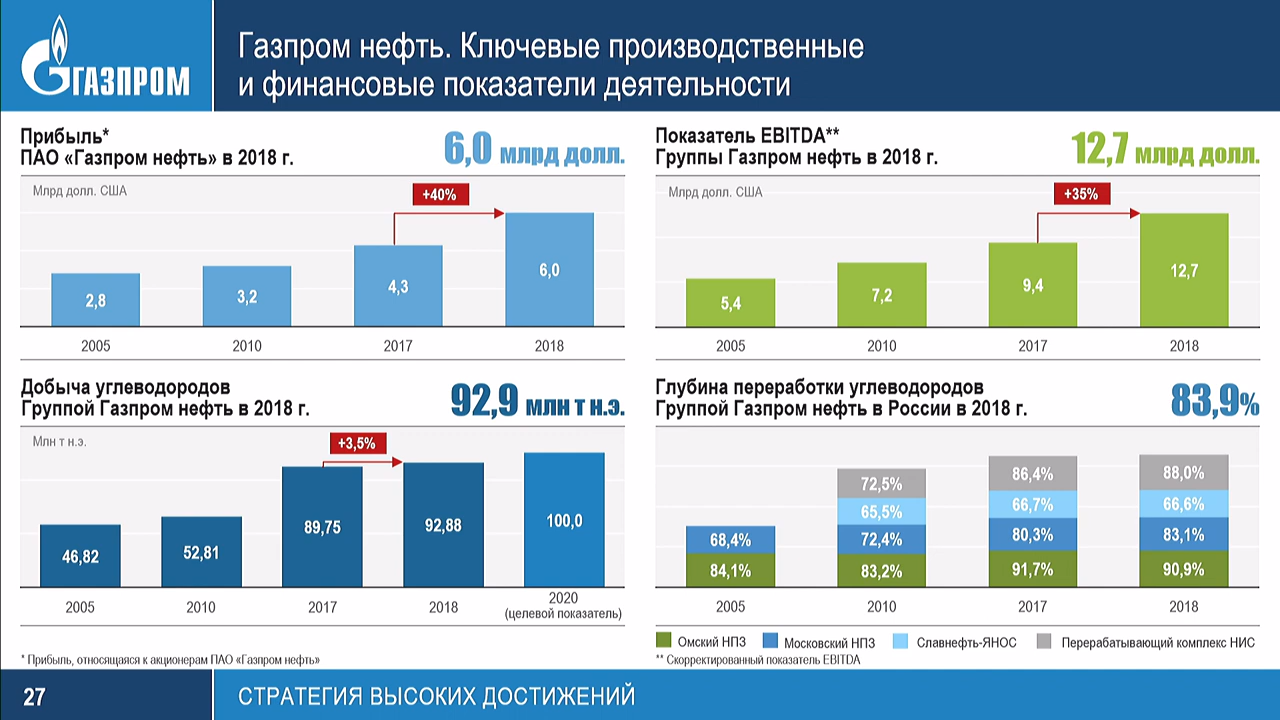 ГАЗПРОМ
Газпром нефть. Ключевые производственные
и финансовые показатели деятельности
Прибыль*
ПАО «Газпром нефть» в 2018 г.
6,0 млрд долл.
Млрд долл. США
+40%
2,8
3,2
4,3
6,0
2005
2010
2017
2018
Показатель EBITDA**
Группы Газпром нефть в 2018 г.
12,7 млрд долл.
Млрд долл. США
+35%
5,4
7,2
9,4
12,7
2005
2010
2017
2018
Добыча углеводородов
Группой Газпром нефть в 2018 г.
92,9 млн т н.э.
Млн т н.э.
+3,5%
46,82
52,81
89,75
92,88
100,0
2005
2010
2017
2018
2020
(целевой показатель)
Глубина переработки углеводородов
Группой Газпром нефть в России в 2018 г.
83,9%
72,5%
86,4%
88,0%
65,5%
66,7%
66,6%
68,4%
72,4%
80,3%
83,1%
84,1%
83,2%
91,7%
90,9%
2005
2010
2017
2018
Омский НПЗ
Московский НПЗ
Славнефть-ЯНОС
Перерабатывающий комплекс НИС
* Прибыль, относящаяся к акционерам ПАО «Газпром нефть»
** Скорректированный показатель EBITDA
27
СТРАТЕГИЯ ВЫСОКИХ ДОСТИЖЕНИЙ